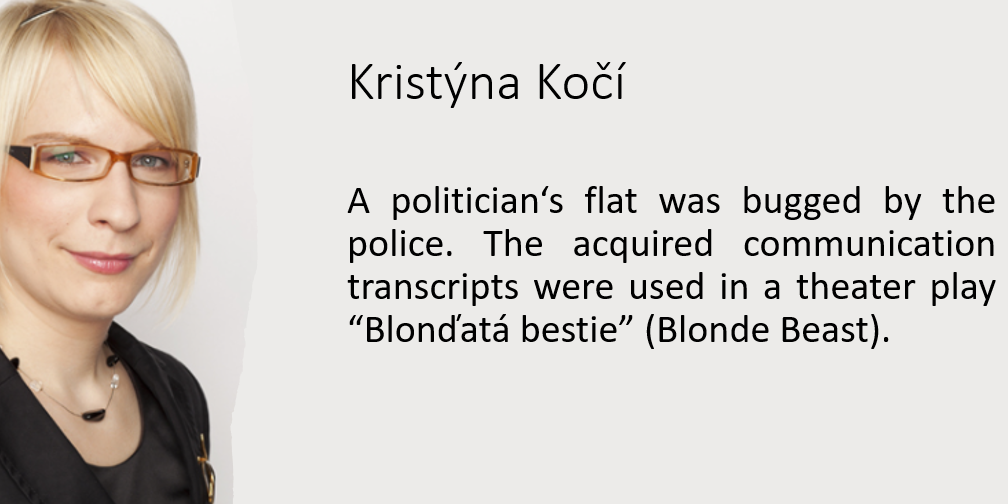 Kristýna Kočí
A politician‘s flat was bugged by the
police. The acquired communication
transcripts were used in a theater play
“Blonďatá bestie” (Blonde Beast).